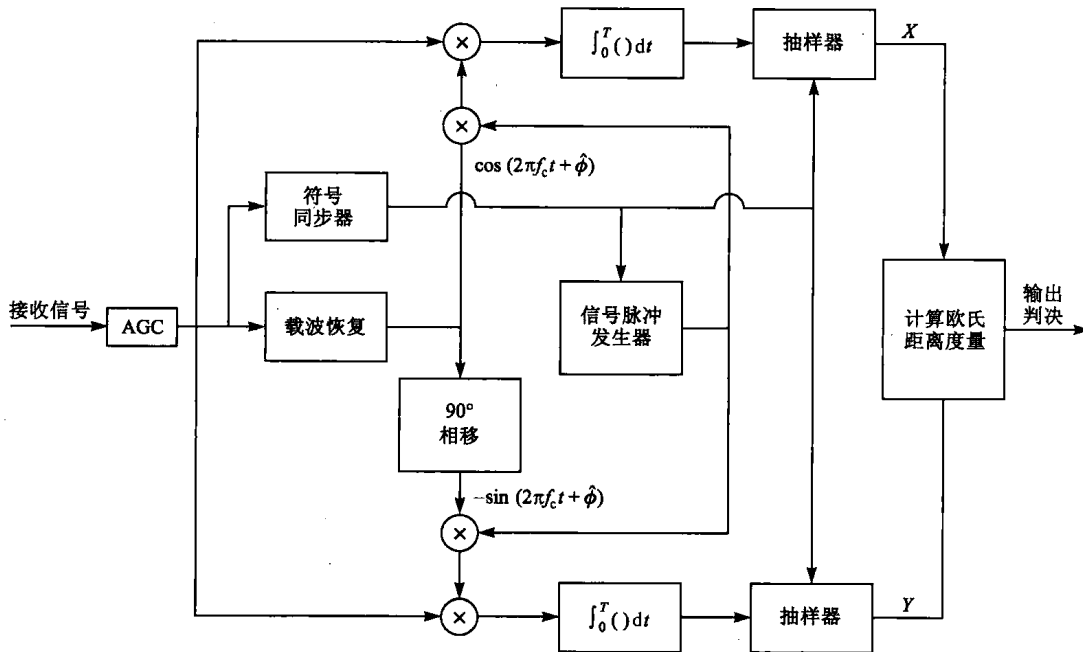 ∫₀ᵀ()dt
抽样器
X
cos (2πf_c t + φ̂)
符号
同步器
接收信号
AGC
载波恢复
信号脉冲
发生器
计算欧氏
距离度量
输出
判决
90°
相移
-sin (2πf_c t + φ̂)
∫₀ᵀ()dt
抽样器
Y